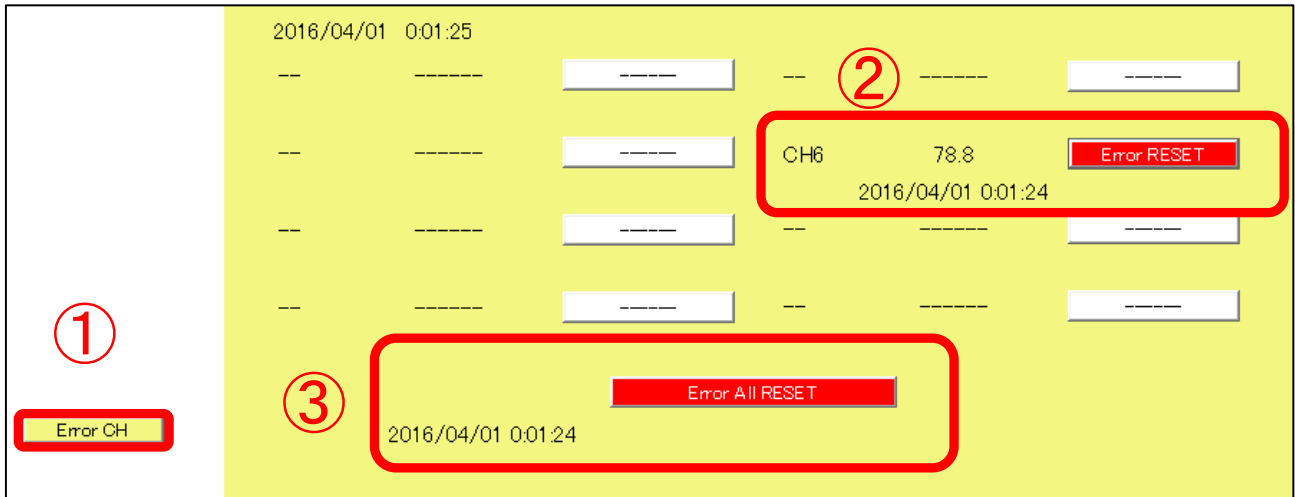 2016/04/01 0:01:25
-- ------ ------ -- ② ------ ------
-- ------ ------ CH6 78.8 Error RESET
2016/04/01 0:01:24
-- ------ ------ -- ------ ------
-- ------ ------ -- ------ ------
①
③ Error All RESET
Error CH 2016/04/01 0:01:24